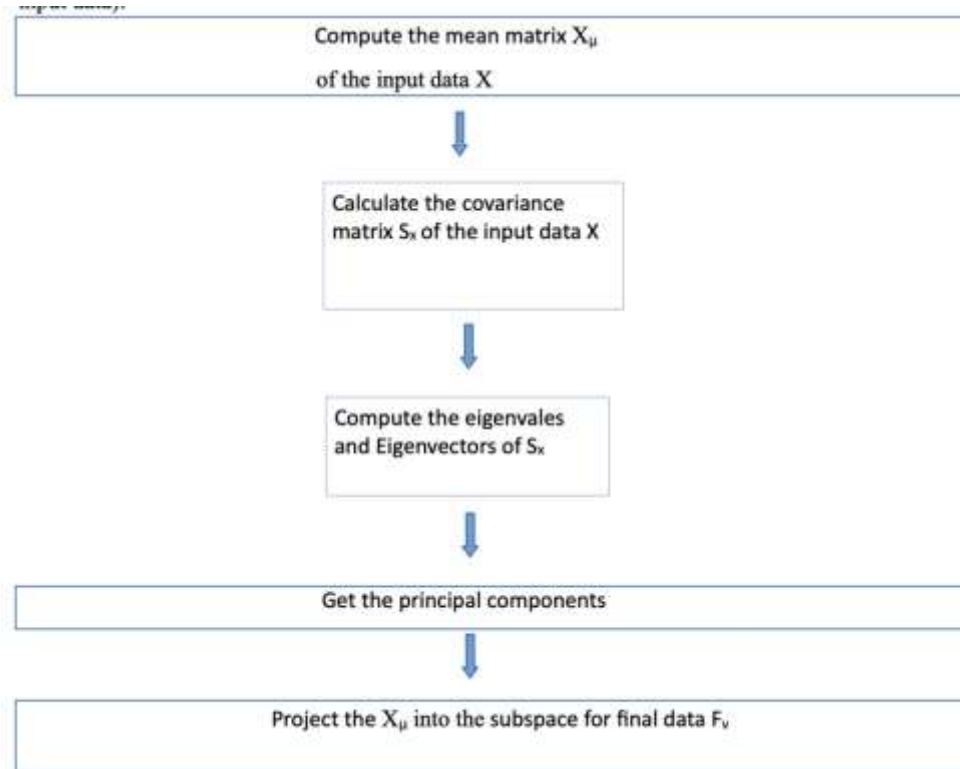 Compute the mean matrix Xμ
of the input data X
Calculate the covariance
matrix Sₓ of the input data X
Compute the eigenvales
and Eigenvectors of Sₓ
Get the principal components
Project the Xμ into the subspace for final data Fᵥ